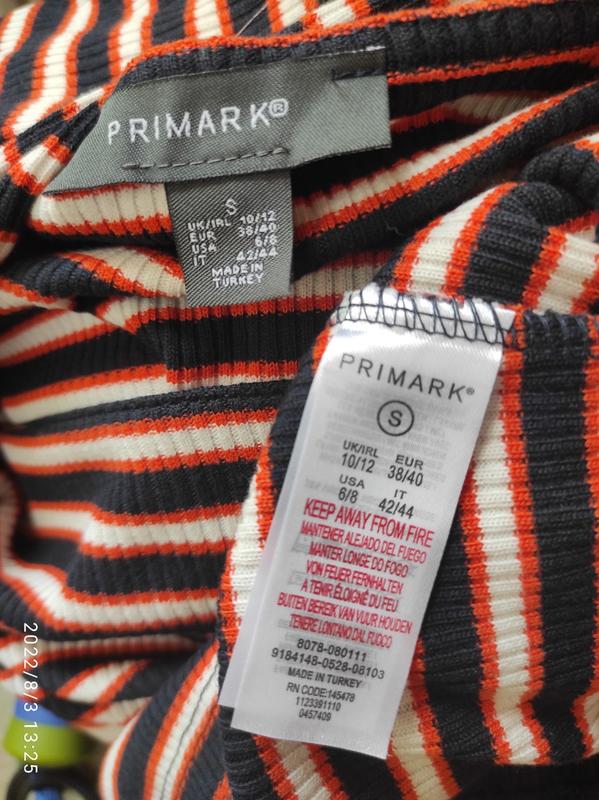 PRIMARK®
S
UK/IRL 10/12
EUR 38/40
USA 6/8
IT 42/44
MADE IN
TURKEY
PRIMARK®
S
UK/IRL EUR
10/12 38/40
USA IT
6/8 42/44
KEEP AWAY FROM FIRE
MANTENER ALEJADO DEL FUEGO
MANTER LONGE DO FOGO
VON FEUER FERNHALTEN
A TENIR ÉLOIGNÉ DU FEU
BUITEN BEREIK VAN VUUR HOUDEN
TENERE LONTANO DAL FUOCO
8078-080111
9184148-0528-08103
MADE IN TURKEY
RN CODE:145478
1123391110
0457409
2022/8/3 13:25